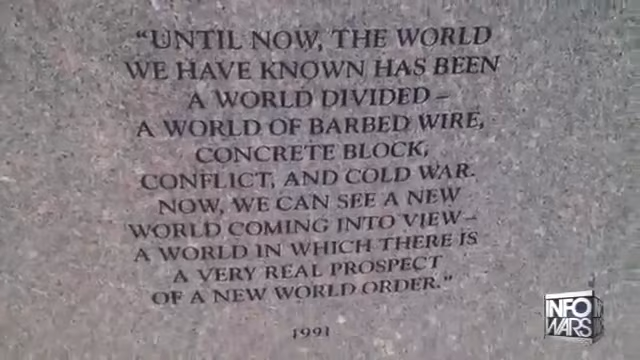 “UNTIL NOW, THE WORLD
WE HAVE KNOWN HAS BEEN
A WORLD DIVIDED –
A WORLD OF BARBED WIRE,
CONCRETE BLOCK,
CONFLICT, AND COLD WAR.
NOW, WE CAN SEE A NEW
WORLD COMING INTO VIEW–
A WORLD IN WHICH THERE IS
A VERY REAL PROSPECT
OF A NEW WORLD ORDER.”
1991
INFO
WARS